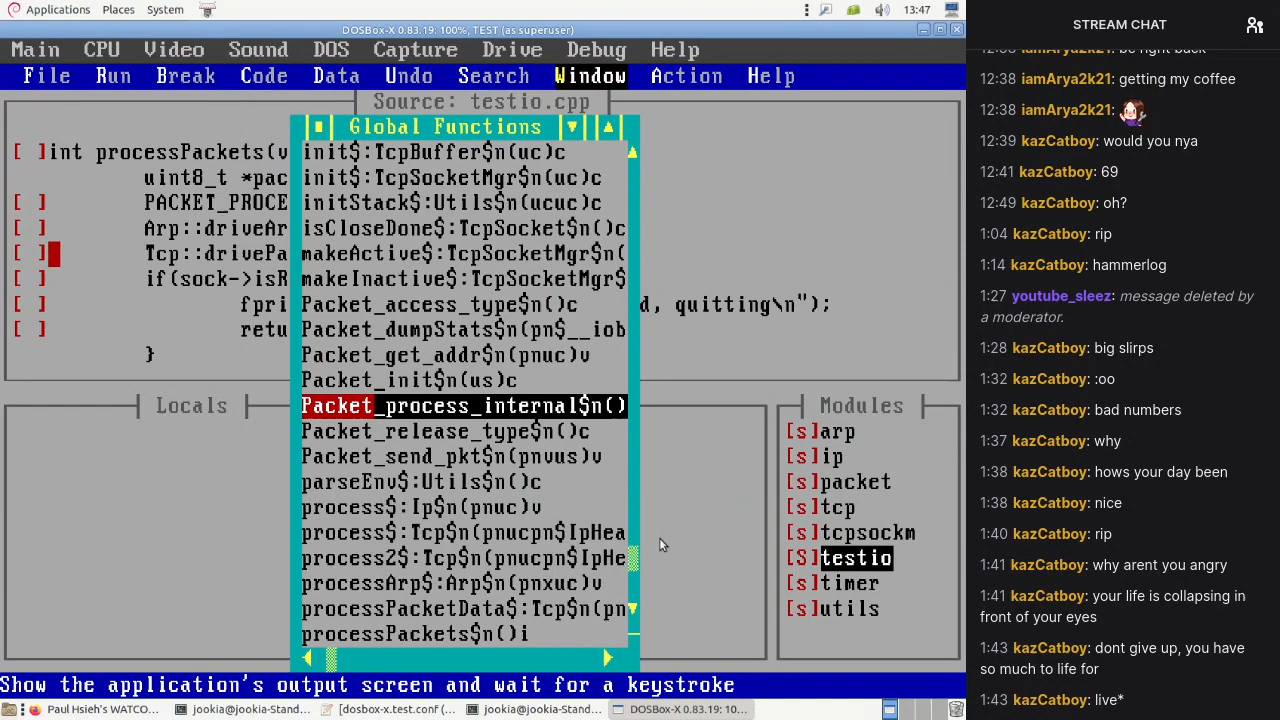 Applications Places System 13:47
DOSBox-X 0.83.19: 100%, TEST (as superuser)
Main CPU Video Sound DOS Capture Drive Debug Help
File Run Break Code Data Undo Search Window Action Help
Source: testio.cpp
Global Functions
[ ]int processPackets(v
uint8_t *pac
[ ] PACKET_PROCE
[ ] Arp::driveAr
[ ] Tcp::drivePa
[ ] if(sock->isR
[ ] fpri
d, quitting\n");
[ ] retu
}
init$:TcpBuffer$n(uc)c
init$:TcpSocketMgr$n(uc)c
initStack$:Utils$n(ucuc)c
isCloseDone$:TcpSocket$n()c
makeActive$:TcpSocketMgr$n(
makeInactive$:TcpSocketMgr$
Packet_access_type$n()c
Packet_dumpStats$n(pn$__iob
Packet_get_addr$n(pnuc)v
Packet_init$n(us)c
Packet_process_internal$n()
Packet_release_type$n()c
Packet_send_pkt$n(pnvus)v
parseEnv$:Utils$n()c
process$:Ip$n(pnuc)v
process$:Tcp$n(pnucpn$IpHea
process2$:Tcp$n(pnucpn$IpHe
processArp$:Arp$n(pnxuc)v
processPacketData$:Tcp$n(pn
processPackets$n()i
Locals
Modules
[s]arp
[s]ip
[s]packet
[s]tcp
[s]tcpsockm
[S]testio
[s]timer
[s]utils
Show the application's output screen and wait for a keystroke
Paul Hsieh's WATCO... jookia@jookia-Stand... [dosbox-x.test.conf (... jookia@jookia-Stand... DOSBox-X 0.83.19: 10...
STREAM CHAT
12:38 iamArya2k21: be right back
12:38 iamArya2k21: getting my coffee
12:38 iamArya2k21:
12:39 kazCatboy: would you nya
12:41 kazCatboy: 69
12:49 kazCatboy: oh?
1:04 kazCatboy: rip
1:14 kazCatboy: hammerlog
1:27 youtube_sleez: message deleted by
a moderator.
1:28 kazCatboy: big slirps
1:32 kazCatboy: :oo
1:32 kazCatboy: bad numbers
1:37 kazCatboy: why
1:38 kazCatboy: hows your day been
1:38 kazCatboy: nice
1:40 kazCatboy: rip
1:41 kazCatboy: why arent you angry
1:41 kazCatboy: your life is collapsing in
front of your eyes
1:43 kazCatboy: dont give up, you have
so much to life for
1:43 kazCatboy: live*